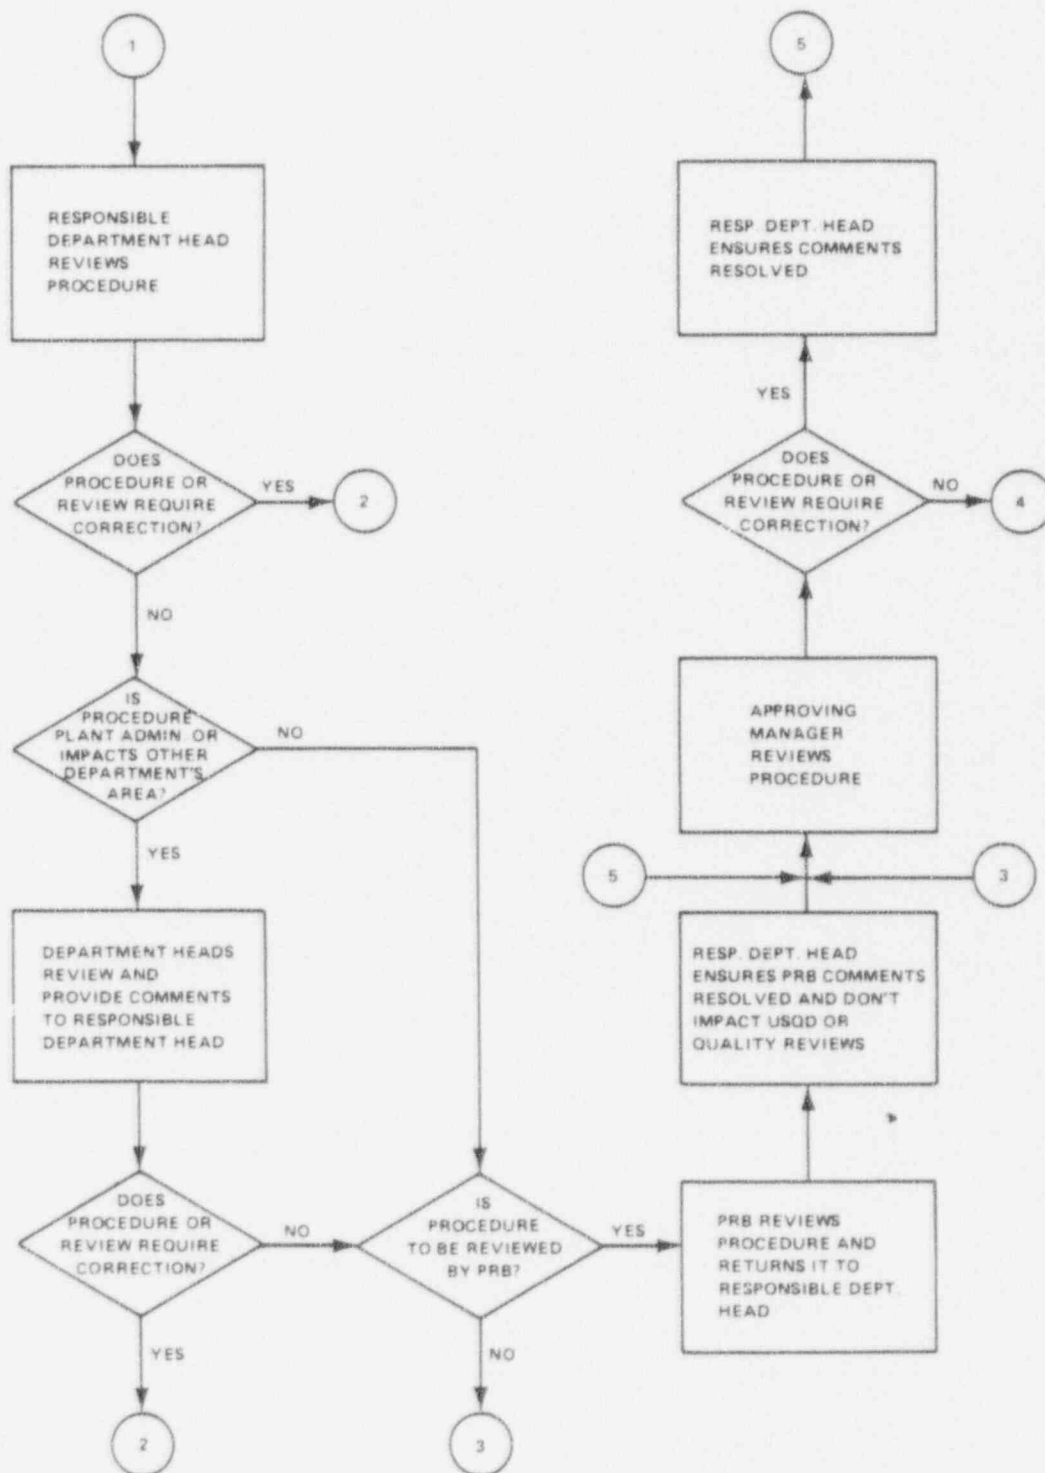 1
RESPONSIBLE
DEPARTMENT HEAD
REVIEWS
PROCEDURE
DOES
PROCEDURE OR
REVIEW REQUIRE
CORRECTION?
YES
2
NO
IS
PROCEDURE
PLANT ADMIN. OR
IMPACTS OTHER
DEPARTMENT'S
AREA?
NO
YES
DEPARTMENT HEADS
REVIEW AND
PROVIDE COMMENTS
TO RESPONSIBLE
DEPARTMENT HEAD
DOES
PROCEDURE OR
REVIEW REQUIRE
CORRECTION?
NO
YES
2
IS
PROCEDURE
TO BE REVIEWED
BY PRB?
YES
NO
3
PRB REVIEWS
PROCEDURE AND
RETURNS IT TO
RESPONSIBLE DEPT.
HEAD
RESP. DEPT. HEAD
ENSURES PRB COMMENTS
RESOLVED AND DON'T
IMPACT USQD OR
QUALITY REVIEWS
5
3
APPROVING
MANAGER
REVIEWS
PROCEDURE
DOES
PROCEDURE OR
REVIEW REQUIRE
CORRECTION?
NO
4
YES
RESP. DEPT. HEAD
ENSURES COMMENTS
RESOLVED
5